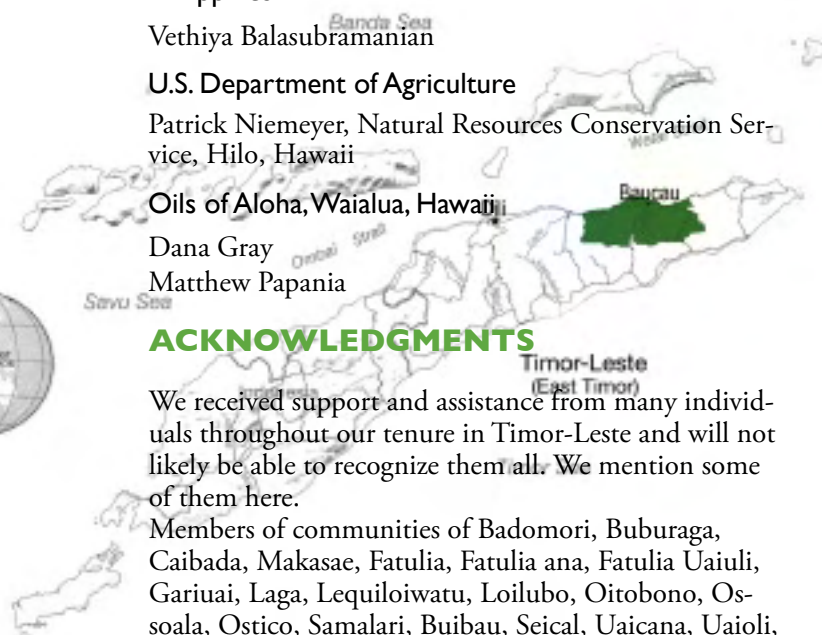 Banda Sea
Vethiya Balasubramanian
U.S. Department of Agriculture
Patrick Niemeyer, Natural Resources Conservation Ser-
vice, Hilo, Hawaii
Baucau
Oils of Aloha, Waialua, Hawaii
Dana Gray
Ombai Strait
Matthew Papania
Savu Sea
ACKNOWLEDGMENTS
Timor-Leste
(East Timor)
We received support and assistance from many individ-
uals throughout our tenure in Timor-Leste and will not
likely be able to recognize them all. We mention some
of them here.
Members of communities of Badomori, Buburaga,
Caibada, Makasae, Fatulia, Fatulia ana, Fatulia Uaiuli,
Gariuai, Laga, Lequiloiwatu, Loilubo, Oitobono, Os-
soala, Ostico, Samalari, Buibau, Seical, Uaicana, Uaioli,